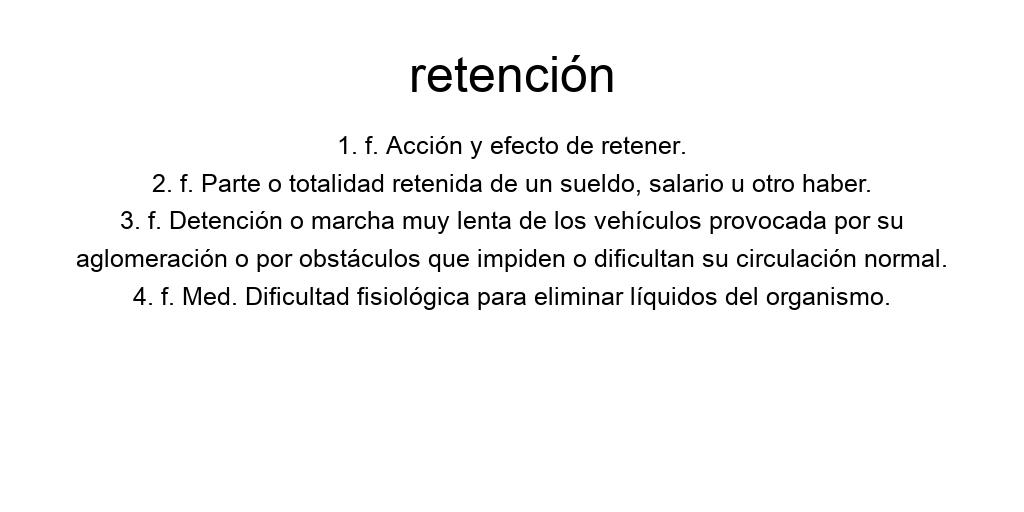 retención
1. f. Acción y efecto de retener.
2. f. Parte o totalidad retenida de un sueldo, salario u otro haber.
3. f. Detención o marcha muy lenta de los vehículos provocada por su
aglomeración o por obstáculos que impiden o dificultan su circulación normal.
4. f. Med. Dificultad fisiológica para eliminar líquidos del organismo.